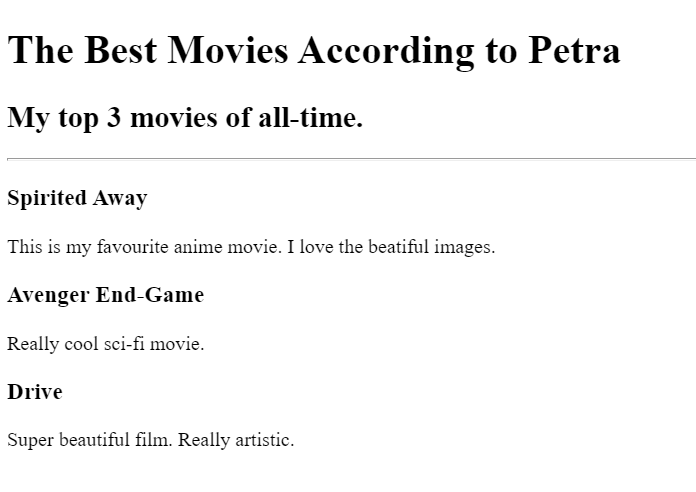 The Best Movies According to Petra
My top 3 movies of all-time.
Spirited Away
This is my favourite anime movie. I love the beatiful images.
Avenger End-Game
Really cool sci-fi movie.
Drive
Super beautiful film. Really artistic.